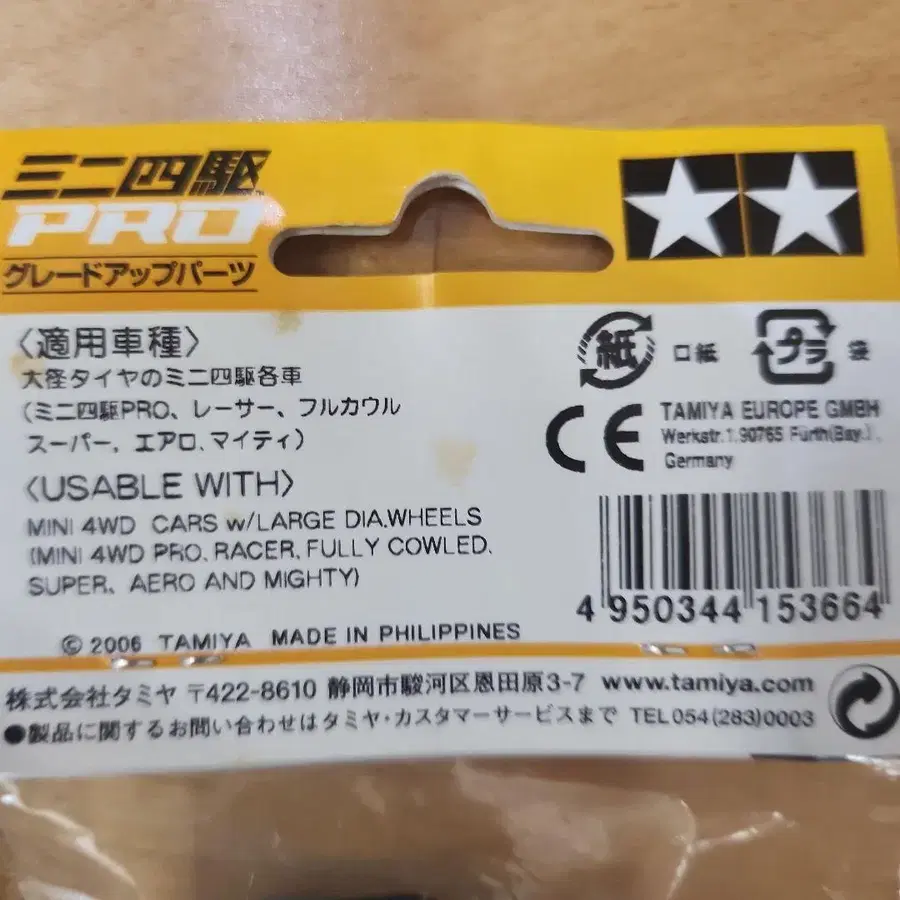 ミニ四駆
PRO
グレードアップパーツ
〈適用車種〉
大径タイヤのミニ四駆各車
(ミニ四駆PRO、レーサー、フルカウル
スーパー、エアロ、マイティ)
〈USABLE WITH〉
MINI 4WD CARS w/LARGE DIA.WHEELS
(MINI 4WD PRO, RACER, FULLY COWLED,
SUPER, AERO AND MIGHTY)
© 2006 TAMIYA MADE IN PHILIPPINES
紙 口紙 プラ 袋
CE TAMIYA EUROPE GMBH
Werkstr.1,90765 Fürth(Bay.),
Germany
4 950344 153664
株式会社タミヤ 〒422-8610 静岡市駿河区恩田原3-7 www.tamiya.com
●製品に関するお問い合わせはタミヤ・カスタマーサービスまで TEL054(283)0003